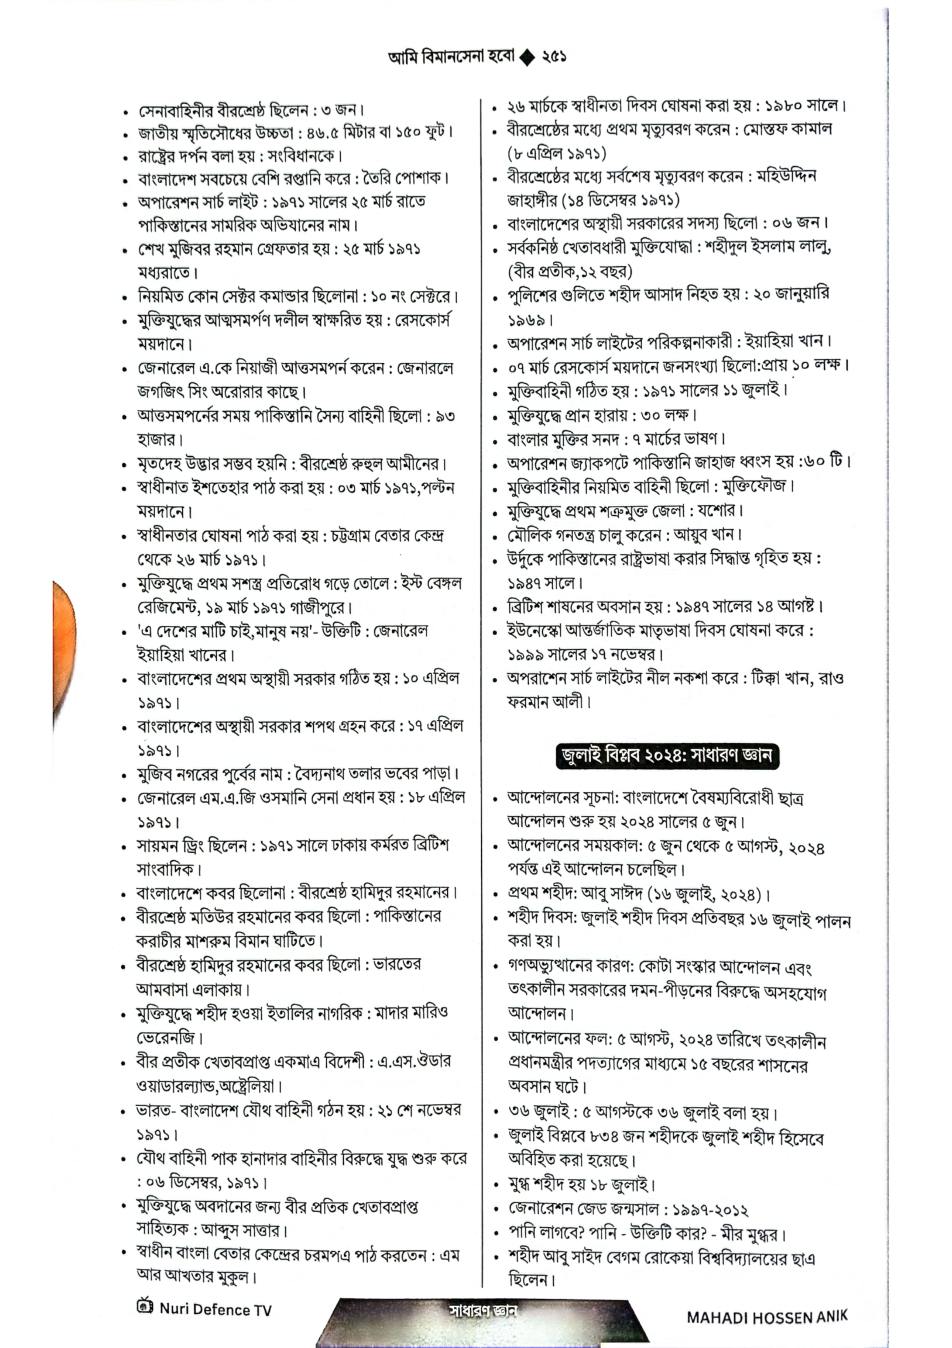 আমি বিমানসেনা হবো ◆ ২৫১
• সেনাবাহিনীর বীরশ্রেষ্ঠ ছিলেন : ৩ জন।
• জাতীয় স্মৃতিসৌধের উচ্চতা : ৪৬.৫ মিটার বা ১৫০ ফুট।
• রাষ্ট্রের দর্পন বলা হয় : সংবিধানকে।
• বাংলাদেশ সবচেয়ে বেশি রপ্তানি করে : তৈরি পোশাক।
• অপারেশন সার্চ লাইট : ১৯৭১ সালের ২৫ মার্চ রাতে
পাকিস্তানের সামরিক অভিযানের নাম।
• শেখ মুজিবর রহমান গ্রেফতার হয় : ২৫ মার্চ ১৯৭১
মধ্যরাতে।
• নিয়মিত কোন সেক্টর কমান্ডার ছিলোনা : ১০ নং সেক্টরে।
• মুক্তিযুদ্ধের আত্মসমর্পণ দলীল স্বাক্ষরিত হয় : রেসকোর্স
ময়দানে।
• জেনারেল এ.কে নিয়াজী আত্তসমপর্ন করেন : জেনারলে
জগজিৎ সিং অরোরার কাছে।
• আত্তসমপর্নের সময় পাকিস্তানি সৈন্য বাহিনী ছিলো : ৯৩
হাজার।
• মৃতদেহ উদ্ভার সম্ভব হয়নি : বীরশ্রেষ্ঠ রুহুল আমীনের।
• স্বাধীনাত ইশতেহার পাঠ করা হয় : ০৩ মার্চ ১৯৭১,পল্টন
ময়দানে।
• স্বাধীনতার ঘোষনা পাঠ করা হয় : চট্টগ্রাম বেতার কেন্দ্র
থেকে ২৬ মার্চ ১৯৭১।
• মুক্তিযুদ্ধে প্রথম সশস্ত্র প্রতিরোধ গড়ে তোলে : ইস্ট বেঙ্গল
রেজিমেন্ট, ১৯ মার্চ ১৯৭১ গাজীপুরে।
• 'এ দেশের মাটি চাই,মানুষ নয়'- উক্তিটি : জেনারেল
ইয়াহিয়া খানের।
• বাংলাদেশের প্রথম অস্থায়ী সরকার গঠিত হয় : ১০ এপ্রিল
১৯৭১।
• বাংলাদেশের অস্থায়ী সরকার শপথ গ্রহন করে : ১৭ এপ্রিল
১৯৭১।
• মুজিব নগরের পুর্বের নাম : বৈদ্যনাথ তলার ভবের পাড়া।
• জেনারেল এম.এ.জি ওসমানি সেনা প্রধান হয় : ১৮ এপ্রিল
১৯৭১।
• সায়মন ড্রিং ছিলেন : ১৯৭১ সালে ঢাকায় কর্মরত ব্রিটিশ
সাংবাদিক।
• বাংলাদেশে কবর ছিলোনা : বীরশ্রেষ্ঠ হামিদুর রহমানের।
• বীরশ্রেষ্ঠ মতিউর রহমানের কবর ছিলো : পাকিস্তানের
করাচীর মাশরুম বিমান ঘাটিতে।
• বীরশ্রেষ্ঠ হামিদুর রহমানের কবর ছিলো : ভারতের
আমবাসা এলাকায়।
• মুক্তিযুদ্ধে শহীদ হওয়া ইতালির নাগরিক : মাদার মারিও
ভেরেনজি।
• বীর প্রতীক খেতাবপ্রাপ্ত একমাএ বিদেশী : এ.এস.ঔডার
ওয়াডারল্যান্ড,অষ্ট্রেলিয়া।
• ভারত- বাংলাদেশ যৌথ বাহিনী গঠন হয় : ২১ শে নভেম্বর
১৯৭১।
• যৌথ বাহিনী পাক হানাদার বাহিনীর বিরুদ্ধে যুদ্ধ শুরু করে
: ০৬ ডিসেম্বর, ১৯৭১।
• মুক্তিযুদ্ধে অবদানের জন্য বীর প্রতিক খেতাবপ্রাপ্ত
সাহিত্যক : আব্দুস সাত্তার।
• স্বাধীন বাংলা বেতার কেন্দ্রের চরমপএ পাঠ করতেন : এম
আর আখতার মুকুল।
• ২৬ মার্চকে স্বাধীনতা দিবস ঘোষনা করা হয় : ১৯৮০ সালে।
• বীরশ্রেষ্ঠের মধ্যে প্রথম মৃত্যুবরণ করেন : মোস্তফ কামাল
(৮ এপ্রিল ১৯৭১)
• বীরশ্রেষ্ঠের মধ্যে সর্বশেষ মৃত্যুবরণ করেন : মহিউদ্দিন
জাহাঙ্গীর (১৪ ডিসেম্বর ১৯৭১)
• বাংলাদেশের অস্থায়ী সরকারের সদস্য ছিলো : ০৬ জন।
• সর্বকনিষ্ঠ খেতাবধারী মুক্তিযোদ্ধা : শহীদুল ইসলাম লালু,
(বীর প্রতীক,১২ বছর)
• পুলিশের গুলিতে শহীদ আসাদ নিহত হয় : ২০ জানুয়ারি
১৯৬৯।
• অপারেশন সার্চ লাইটের পরিকল্পনাকারী : ইয়াহিয়া খান।
• ০৭ মার্চ রেসকোর্স ময়দানে জনসংখ্যা ছিলো:প্রায় ১০ লক্ষ।
• মুক্তিবাহিনী গঠিত হয় : ১৯৭১ সালের ১১ জুলাই।
• মুক্তিযুদ্ধে প্রান হারায় : ৩০ লক্ষ।
• বাংলার মুক্তির সনদ : ৭ মার্চের ভাষণ।
• অপারেশন জ্যাকপটে পাকিস্তানি জাহাজ ধ্বংস হয় :৬০ টি।
• মুক্তিবাহিনীর নিয়মিত বাহিনী ছিলো : মুক্তিফৌজ।
• মুক্তিযুদ্ধে প্রথম শত্রুমুক্ত জেলা : যশোর।
• মৌলিক গনতন্ত্র চালু করেন : আয়ুব খান।
• উর্দুকে পাকিস্তানের রাষ্ট্রভাষা করার সিদ্ধান্ত গৃহিত হয় :
১৯৪৭ সালে।
• ব্রিটিশ শাষনের অবসান হয় : ১৯৪৭ সালের ১৪ আগষ্ট।
• ইউনেস্কো আন্তর্জাতিক মাতৃভাষা দিবস ঘোষনা করে :
১৯৯৯ সালের ১৭ নভেম্বর।
• অপরাশেন সার্চ লাইটের নীল নকশা করে : টিক্কা খান, রাও
ফরমান আলী।
জুলাই বিপ্লব ২০২৪: সাধারণ জ্ঞান
• আন্দোলনের সূচনা: বাংলাদেশে বৈষম্যবিরোধী ছাত্র
আন্দোলন শুরু হয় ২০২৪ সালের ৫ জুন।
• আন্দোলনের সময়কাল: ৫ জুন থেকে ৫ আগস্ট, ২০২৪
পর্যন্ত এই আন্দোলন চলেছিল।
• প্রথম শহীদ: আবু সাঈদ (১৬ জুলাই, ২০২৪)।
• শহীদ দিবস: জুলাই শহীদ দিবস প্রতিবছর ১৬ জুলাই পালন
করা হয়।
• গণঅভ্যুত্থানের কারণ: কোটা সংস্কার আন্দোলন এবং
তৎকালীন সরকারের দমন-পীড়নের বিরুদ্ধে অসহযোগ
আন্দোলন।
• আন্দোলনের ফল: ৫ আগস্ট, ২০২৪ তারিখে তৎকালীন
প্রধানমন্ত্রীর পদত্যাগের মাধ্যমে ১৫ বছরের শাসনের
অবসান ঘটে।
• ৩৬ জুলাই : ৫ আগস্টকে ৩৬ জুলাই বলা হয়।
• জুলাই বিপ্লবে ৮৩৪ জন শহীদকে জুলাই শহীদ হিসেবে
অবিহিত করা হয়েছে।
• মুগ্ধ শহীদ হয় ১৮ জুলাই।
• জেনারেশন জেড জন্মসাল : ১৯৯৭-২০১২
• পানি লাগবে? পানি - উক্তিটি কার? - মীর মুগ্ধর।
• শহীদ আবু সাইদ বেগম রোকেয়া বিশ্ববিদ্যালয়ের ছাএ
ছিলেন।
Nuri Defence TV
সাধারণ জ্ঞান
MAHADI HOSSEN ANIK